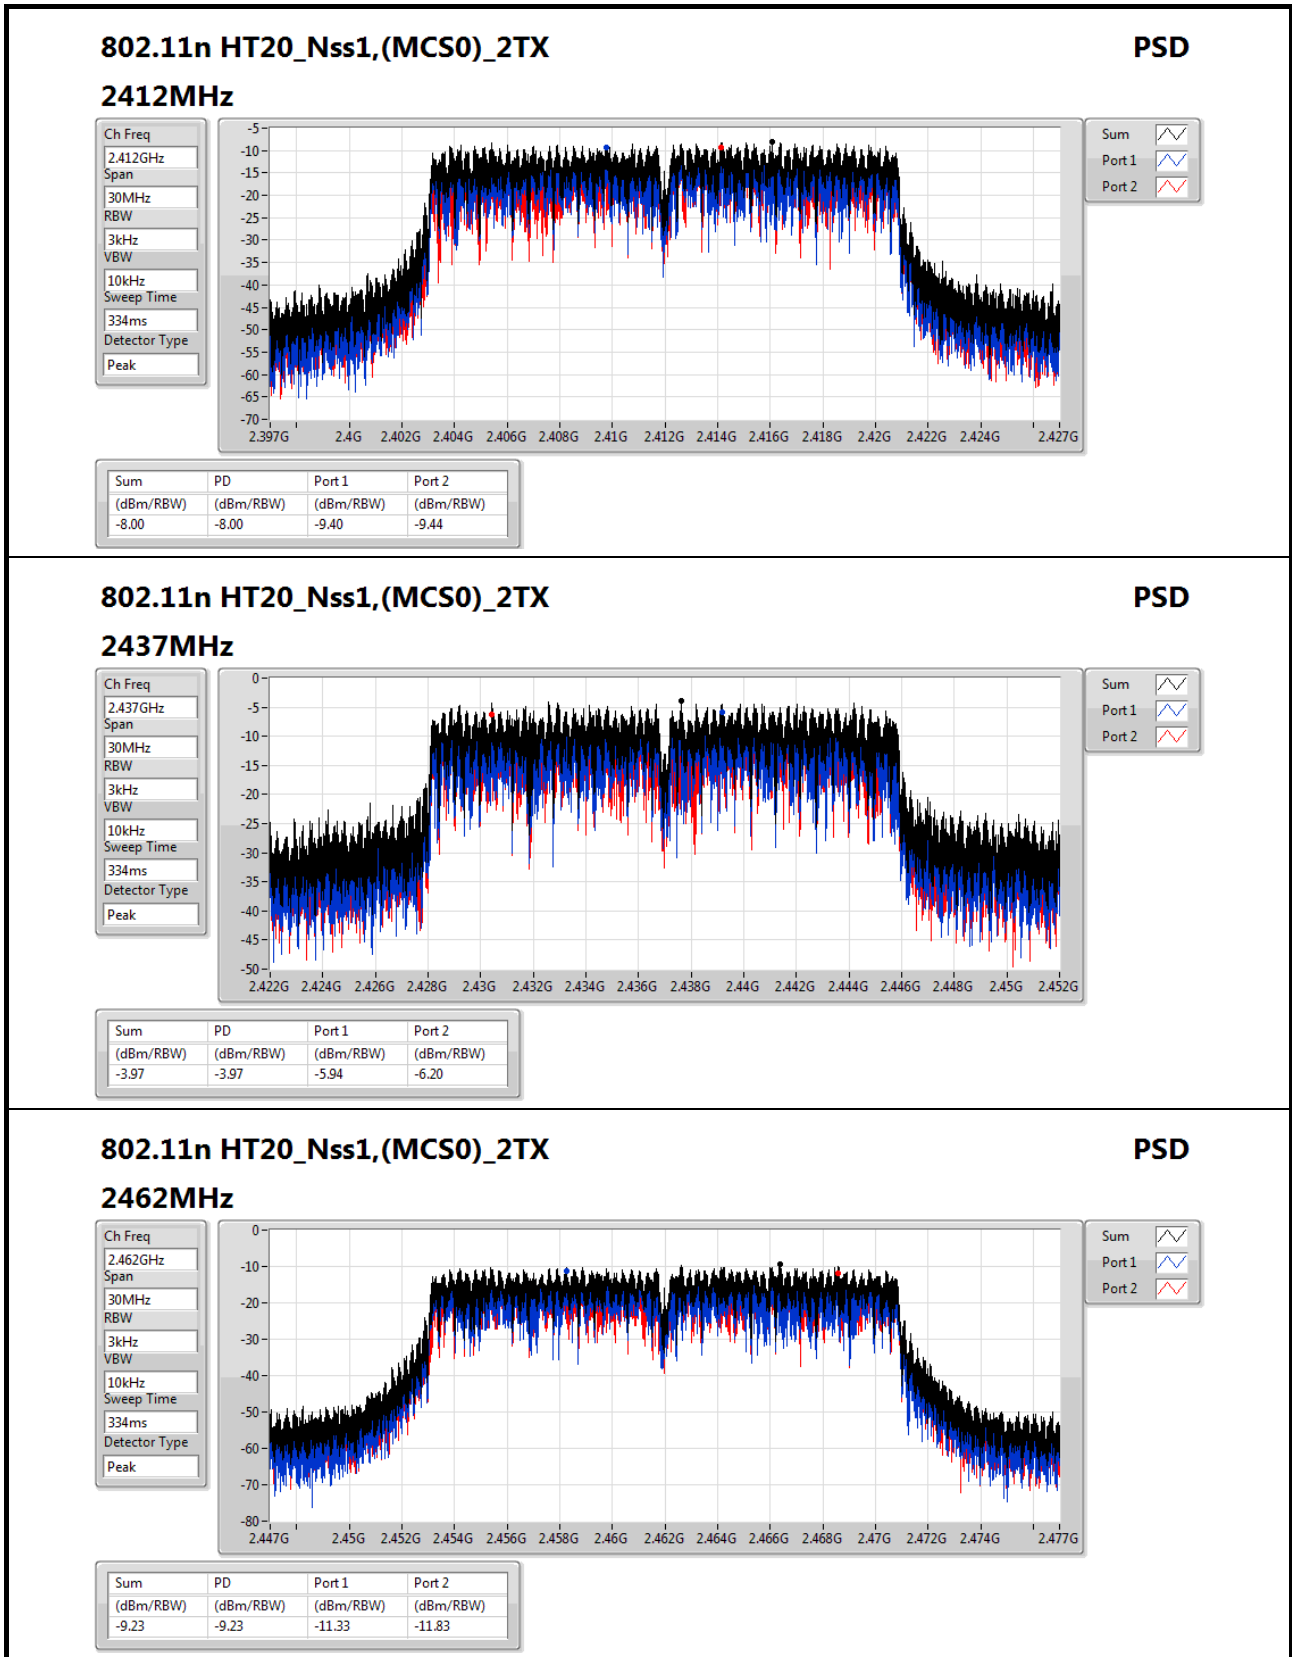 802.11n HT20_Nss1,(MCS0)_2TX PSD
2412MHz
Ch Freq
2.412GHz
Span
30MHz
RBW
3kHz
VBW
10kHz
Sweep Time
334ms
Detector Type
Peak
-5
-10
-15
-20
-25
-30
-35
-40
-45
-50
-55
-60
-65
-70
2.397G 2.4G 2.402G 2.404G 2.406G 2.408G 2.41G 2.412G 2.414G 2.416G 2.418G 2.42G 2.422G 2.424G 2.427G
Sum
Port 1
Port 2
Sum PD Port 1 Port 2
(dBm/RBW) (dBm/RBW) (dBm/RBW) (dBm/RBW)
-8.00 -8.00 -9.40 -9.44
802.11n HT20_Nss1,(MCS0)_2TX PSD
2437MHz
Ch Freq
2.437GHz
Span
30MHz
RBW
3kHz
VBW
10kHz
Sweep Time
334ms
Detector Type
Peak
0
-5
-10
-15
-20
-25
-30
-35
-40
-45
-50
2.422G 2.424G 2.426G 2.428G 2.430G 2.432G 2.434G 2.436G 2.438G 2.44G 2.442G 2.444G 2.446G 2.448G 2.45G 2.452G
Sum
Port 1
Port 2
Sum PD Port 1 Port 2
(dBm/RBW) (dBm/RBW) (dBm/RBW) (dBm/RBW)
-3.97 -3.97 -5.94 -6.20
802.11n HT20_Nss1,(MCS0)_2TX PSD
2462MHz
Ch Freq
2.462GHz
Span
30MHz
RBW
3kHz
VBW
10kHz
Sweep Time
334ms
Detector Type
Peak
0
-10
-20
-30
-40
-50
-60
-70
-80
2.447G 2.45G 2.452G 2.454G 2.456G 2.458G 2.46G 2.462G 2.464G 2.466G 2.468G 2.47G 2.472G 2.474G 2.477G
Sum
Port 1
Port 2
Sum PD Port 1 Port 2
(dBm/RBW) (dBm/RBW) (dBm/RBW) (dBm/RBW)
-9.23 -9.23 -11.33 -11.83